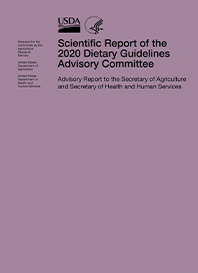 USDA
Scientific Report of the
2020 Dietary Guidelines
Advisory Committee
Advisory Report to the Secretary of Agriculture
and Secretary of Health and Human Services
Prepared for the
Committee by the
Agricultural
Research
Service
United States
Department of
Agriculture
United States
Department of
Health and
Human Services